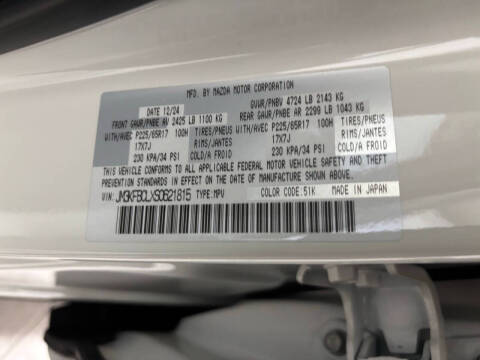 MFD. BY MAZDA MOTOR CORPORATION
DATE 12/24 GVWR/PNBV 4724 LB 2143 KG
FRONT GAWR/PNBE AV 2425 LB 1100 KG REAR GAWR/PNBE AR 2299 LB 1043 KG
WITH/AVEC P225/65R17 100H TIRES/PNEUS WITH/AVEC P225/65R17 100H TIRES/PNEUS
17X7J RIMS/JANTES 17X7J RIMS/JANTES
230 KPA/34 PSI COLD/A FROID 230 KPA/34 PSI COLD/A FROID
THIS VEHICLE CONFORMS TO ALL APPLICABLE FEDERAL MOTOR VEHICLE SAFETY AND
THEFT PREVENTION STANDARDS IN EFFECT ON THE DATE OF MANUFACTURE SHOWN ABOVE.
VIN: JM3KFBCLXS0621815 TYPE:MPV COLOR CODE:51K MADE IN JAPAN